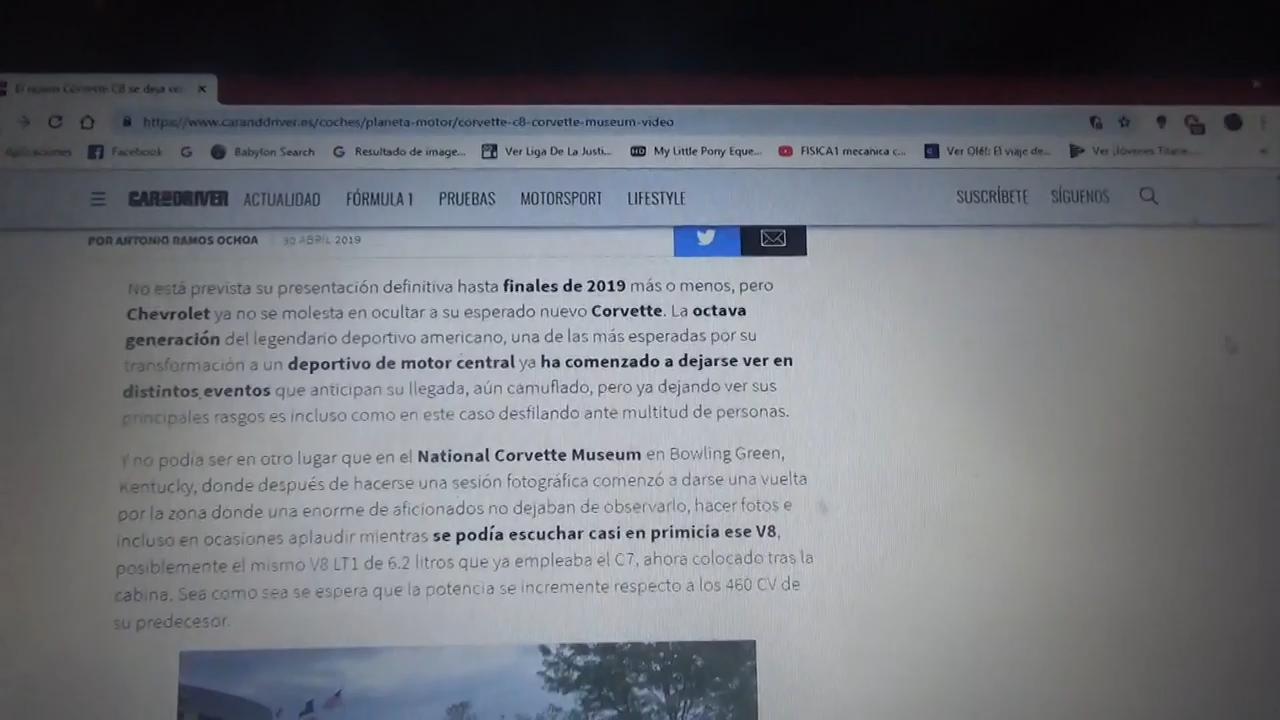 El nuevo Corvette C8 se deja ve
https://www.caranddriver.es/coches/planeta-motor/corvette-c8-corvette-museum-video
Aplicaciones Facebook Babylon Search Resultado de image... Ver Liga De La Justi... My Little Pony Eque... FISICA1 mecanica c... Ver Olé!: El viaje de... Ver Jóvenes Titane...
CAR AND DRIVER ACTUALIDAD FÓRMULA 1 PRUEBAS MOTORSPORT LIFESTYLE SUSCRÍBETE SÍGUENOS
POR ANTONIO RAMOS OCHOA 30 ABRIL 2019
No está prevista su presentación definitiva hasta finales de 2019 más o menos, pero
Chevrolet ya no se molesta en ocultar a su esperado nuevo Corvette. La octava
generación del legendario deportivo americano, una de las más esperadas por su
transformación a un deportivo de motor central ya ha comenzado a dejarse ver en
distintos eventos que anticipan su llegada, aún camuflado, pero ya dejando ver sus
principales rasgos es incluso como en este caso desfilando ante multitud de personas.
Y no podía ser en otro lugar que en el National Corvette Museum en Bowling Green,
Kentucky, donde después de hacerse una sesión fotográfica comenzó a darse una vuelta
por la zona donde una enorme de aficionados no dejaban de observarlo, hacer fotos e
incluso en ocasiones aplaudir mientras se podía escuchar casi en primicia ese V8,
posiblemente el mismo V8 LT1 de 6.2 litros que ya empleaba el C7, ahora colocado tras la
cabina. Sea como sea se espera que la potencia se incremente respecto a los 460 CV de
su predecesor.